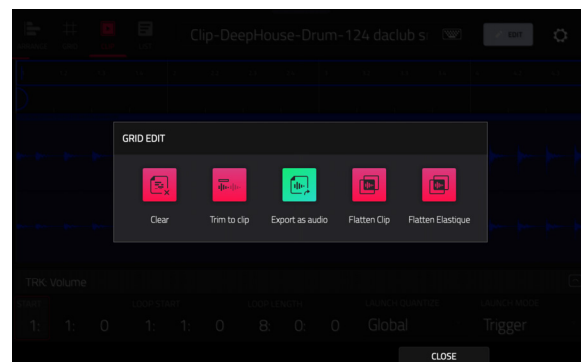 Clip-DeepHouse-Drum-124 daclub s
EDIT
GRID EDIT
Clear
Trim to clip
Export as audio
Flatten Clip
Flatten Elastique
TRK: Volume
START
LOOP START
LOOP LENGTH
LAUNCH QUANTIZE
LAUNCH MODE
1: 1: 0 1: 1: 0 8: 0: 0 Global Trigger
CLOSE